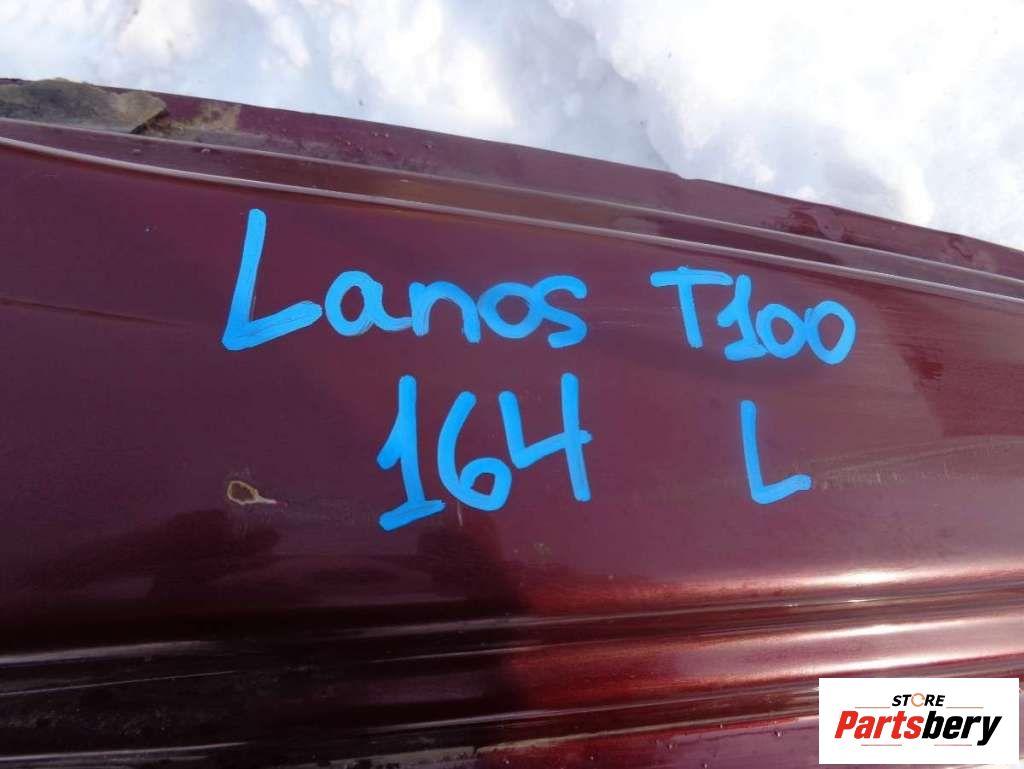 Lanos T100
164 L
STORE
Partsbery